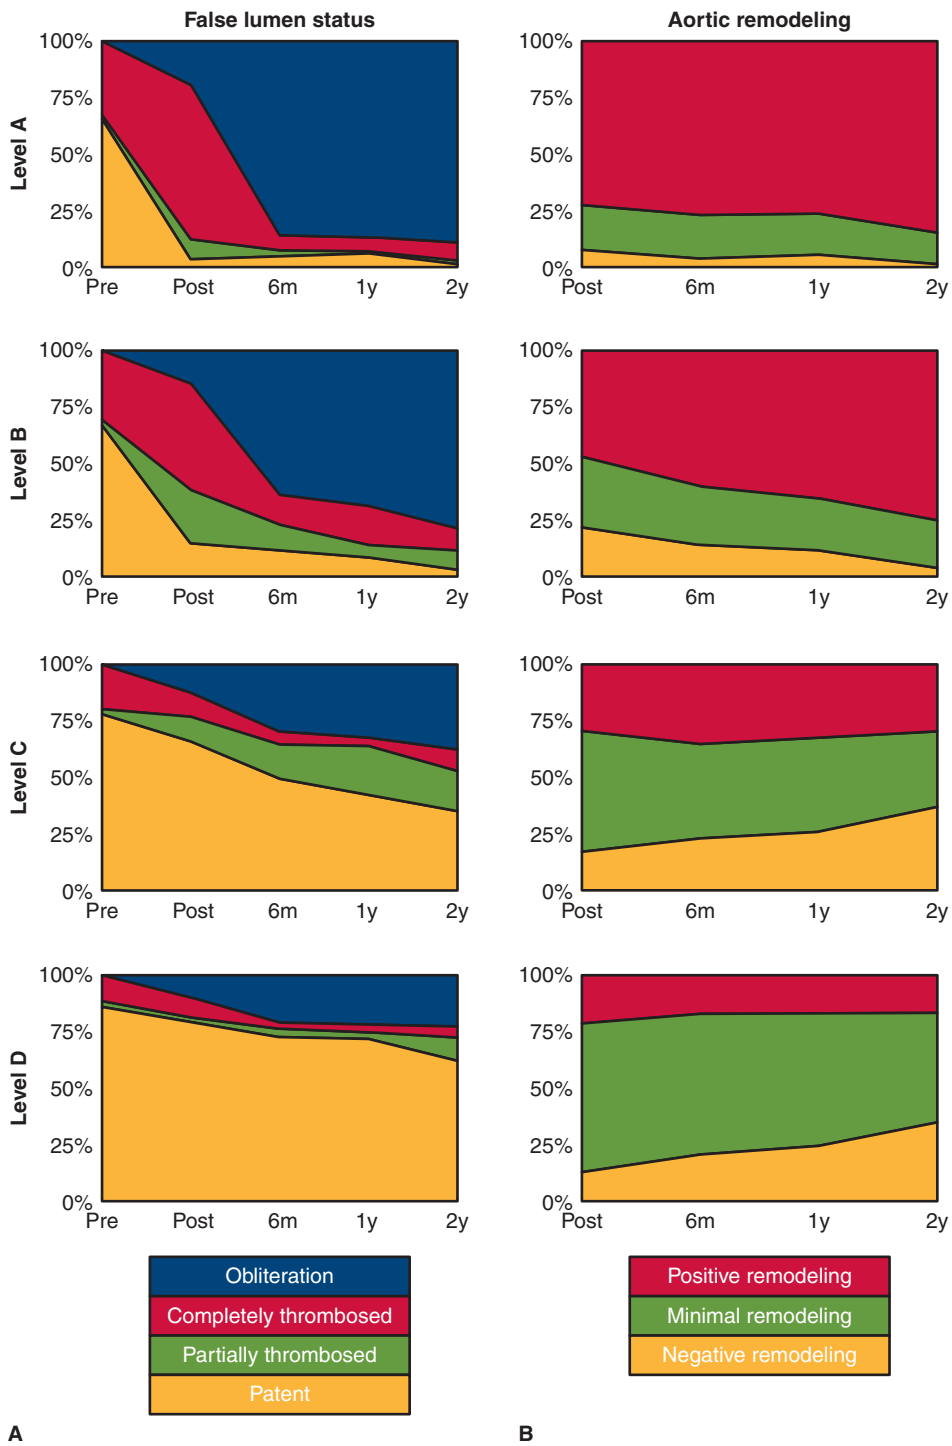 False lumen status
Aortic remodeling
Level A
100%
75%
50%
25%
0%
Pre Post 6m 1y 2y
100%
75%
50%
25%
0%
Post 6m 1y 2y
Level B
100%
75%
50%
25%
0%
Pre Post 6m 1y 2y
100%
75%
50%
25%
0%
Post 6m 1y 2y
Level C
100%
75%
50%
25%
0%
Pre Post 6m 1y 2y
100%
75%
50%
25%
0%
Post 6m 1y 2y
Level D
100%
75%
50%
25%
0%
Pre Post 6m 1y 2y
100%
75%
50%
25%
0%
Post 6m 1y 2y
Obliteration
Completely thrombosed
Partially thrombosed
Patent
Positive remodeling
Minimal remodeling
Negative remodeling
A
B